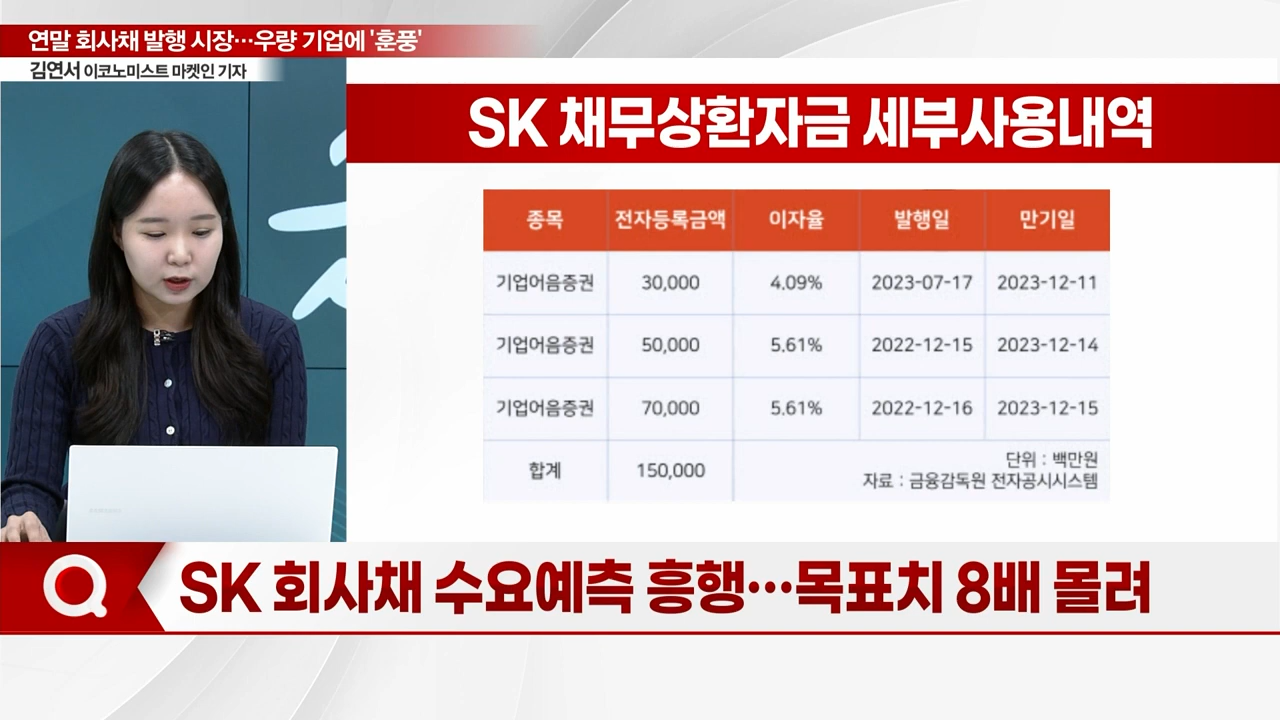 연말 회사채 발행 시장…우량 기업에 '훈풍'
김연서 이코노미스트 마켓인 기자
SK 채무상환자금 세부사용내역
종목 전자등록금액 이자율 발행일 만기일
기업어음증권 30,000 4.09% 2023-07-17 2023-12-11
기업어음증권 50,000 5.61% 2022-12-15 2023-12-14
기업어음증권 70,000 5.61% 2022-12-16 2023-12-15
합계 150,000
단위 : 백만원
자료 : 금융감독원 전자공시시스템
SK 회사채 수요예측 흥행…목표치 8배 몰려